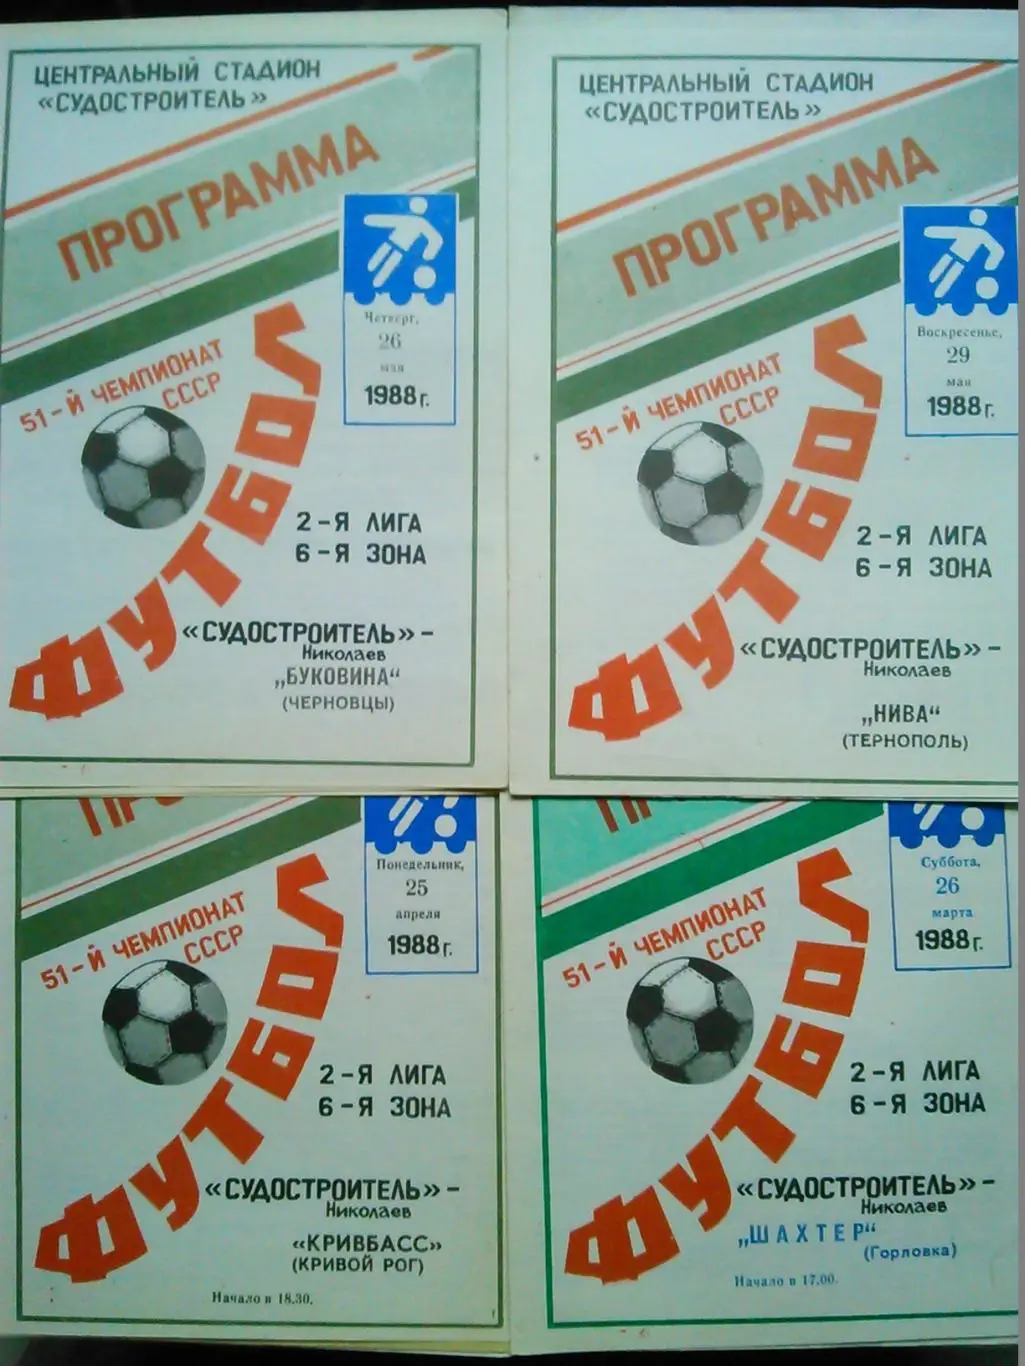 ЦЕНТРАЛЬНЫЙ СТАДИОН
«СУДОСТРОИТЕЛЬ»
ПРОГРАММА
Четверг,
26
мая
1988 г.
51-Й ЧЕМПИОНАТ
СССР
ФУТБОЛ
2-Я ЛИГА
6-Я ЗОНА
«СУДОСТРОИТЕЛЬ» -
Николаев
„БУКОВИНА“
(ЧЕРНОВЦЫ)
ЦЕНТРАЛЬНЫЙ СТАДИОН
«СУДОСТРОИТЕЛЬ»
ПРОГРАММА
Воскресенье,
29
мая
1988 г.
51-Й ЧЕМПИОНАТ
СССР
ФУТБОЛ
2-Я ЛИГА
6-Я ЗОНА
«СУДОСТРОИТЕЛЬ» -
Николаев
„НИВА“
(ТЕРНОПОЛЬ)
Понедельник,
25
апреля
1988 г.
51-Й ЧЕМПИОНАТ
СССР
ФУТБОЛ
2-Я ЛИГА
6-Я ЗОНА
«СУДОСТРОИТЕЛЬ» -
Николаев
«КРИВБАСС»
(КРИВОЙ РОГ)
Начало в 18.30.
Суббота,
26
марта
1988 г.
51-Й ЧЕМПИОНАТ
СССР
ФУТБОЛ
2-Я ЛИГА
6-Я ЗОНА
«СУДОСТРОИТЕЛЬ» -
Николаев
„ШАХТЕР“
(Горловка)
Начало в 17.00.